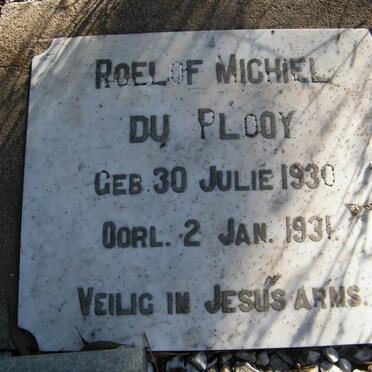 ROELOF MICHIEL
DU PLOOY
GEB. 30 JULIE 1930
OORL. 2 JAN. 1931.
VEILIG IN JESUS ARMS.